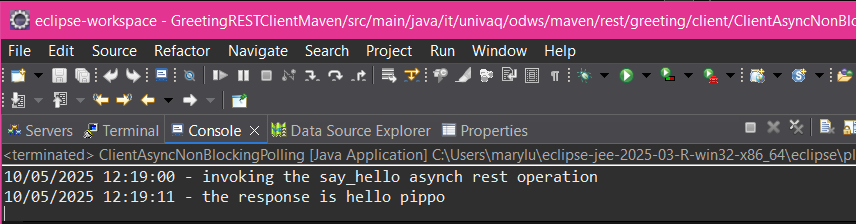 eclipse-workspace - GreetingRESTClientMaven/src/main/java/it/univaq/odws/maven/rest/greeting/client/ClientAsyncNonBlo
File Edit Source Refactor Navigate Search Project Run Window Help
Servers Terminal Console Data Source Explorer Properties
<terminated> ClientAsyncNonBlockingPolling [Java Application] C:\Users\marylu\eclipse-jee-2025-03-R-win32-x86_64\eclipse\pl
10/05/2025 12:19:00 - invoking the say_hello asynch rest operation
10/05/2025 12:19:11 - the response is hello pippo